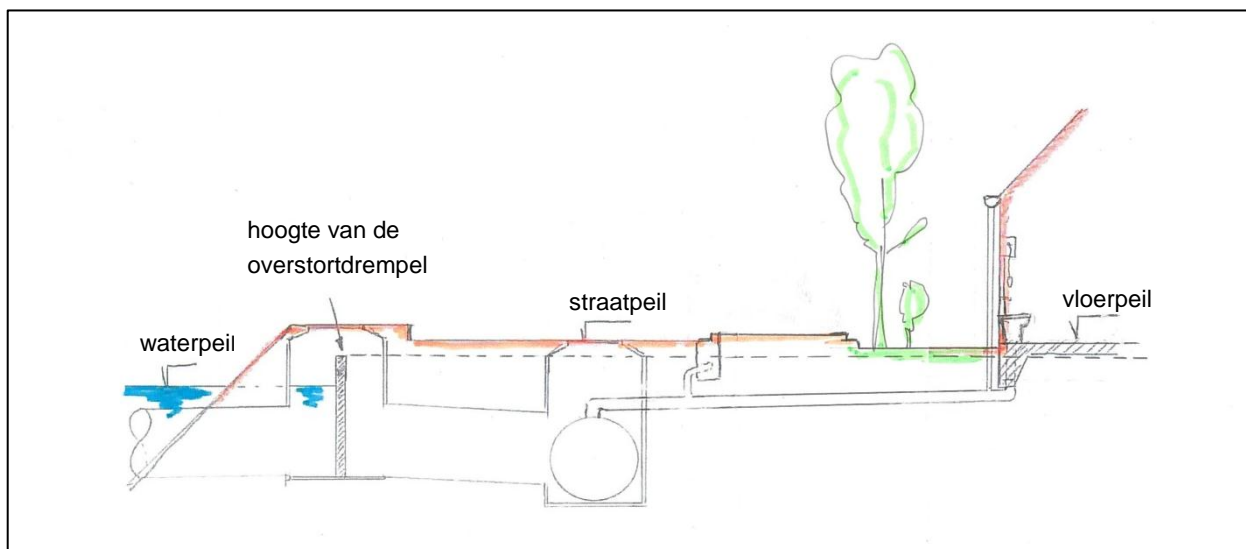 hoogte van de
overstortdrempel
straatpeil
vloerpeil
waterpeil